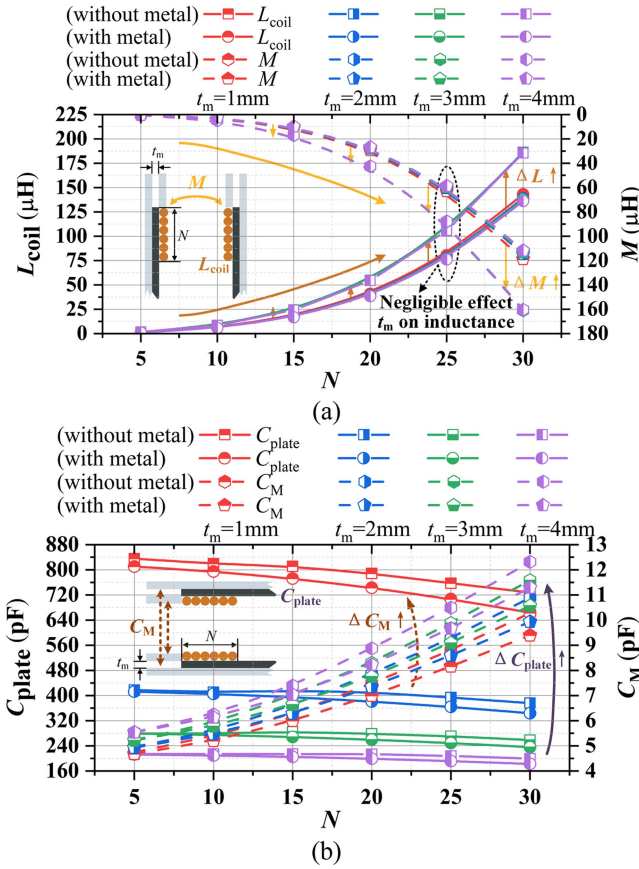 (without metal) L_coil
(with metal) L_coil
(without metal) M
(with metal) M
t_m=1mm t_m=2mm t_m=3mm t_m=4mm
225 0
200 20
175 40
150 60
125 80
100 100
75 120
50 140
25 160
0 180
L_coil (μH)
M (μH)
t_m
M
N
L_coil
Δ L ↑
Δ M ↑
Negligible effect
t_m on inductance
5 10 15 20 25 30
N
(a)
(without metal) C_plate
(with metal) C_plate
(without metal) C_M
(with metal) C_M
t_m=1mm t_m=2mm t_m=3mm t_m=4mm
880 13
800 12
720 11
640 10
560 9
480 8
400 7
320 6
240 5
160 4
C_plate (pF)
C_M (pF)
C_plate
C_M
N
t_m
Δ C_M ↑
Δ C_plate ↑
5 10 15 20 25 30
N
(b)